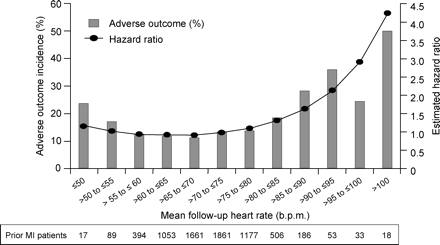 60
50
40
30
20
10
0
Adverse outcome incidence (%)
Adverse outcome (%)
Hazard ratio
4.5
4.0
3.5
3.0
2.5
2.0
1.5
1.0
0.5
0
Estimated hazard ratio
≤50
>50 to ≤55
>55 to ≤ 60
>60 to ≤65
>65 to ≤70
>70 to ≤75
>75 to ≤80
>80 to ≤85
>85 to ≤90
>90 to ≤95
>95 to ≤100
>100
Mean follow-up heart rate (b.p.m.)
Prior MI patients 17 89 394 1053 1661 1861 1177 506 186 53 33 18